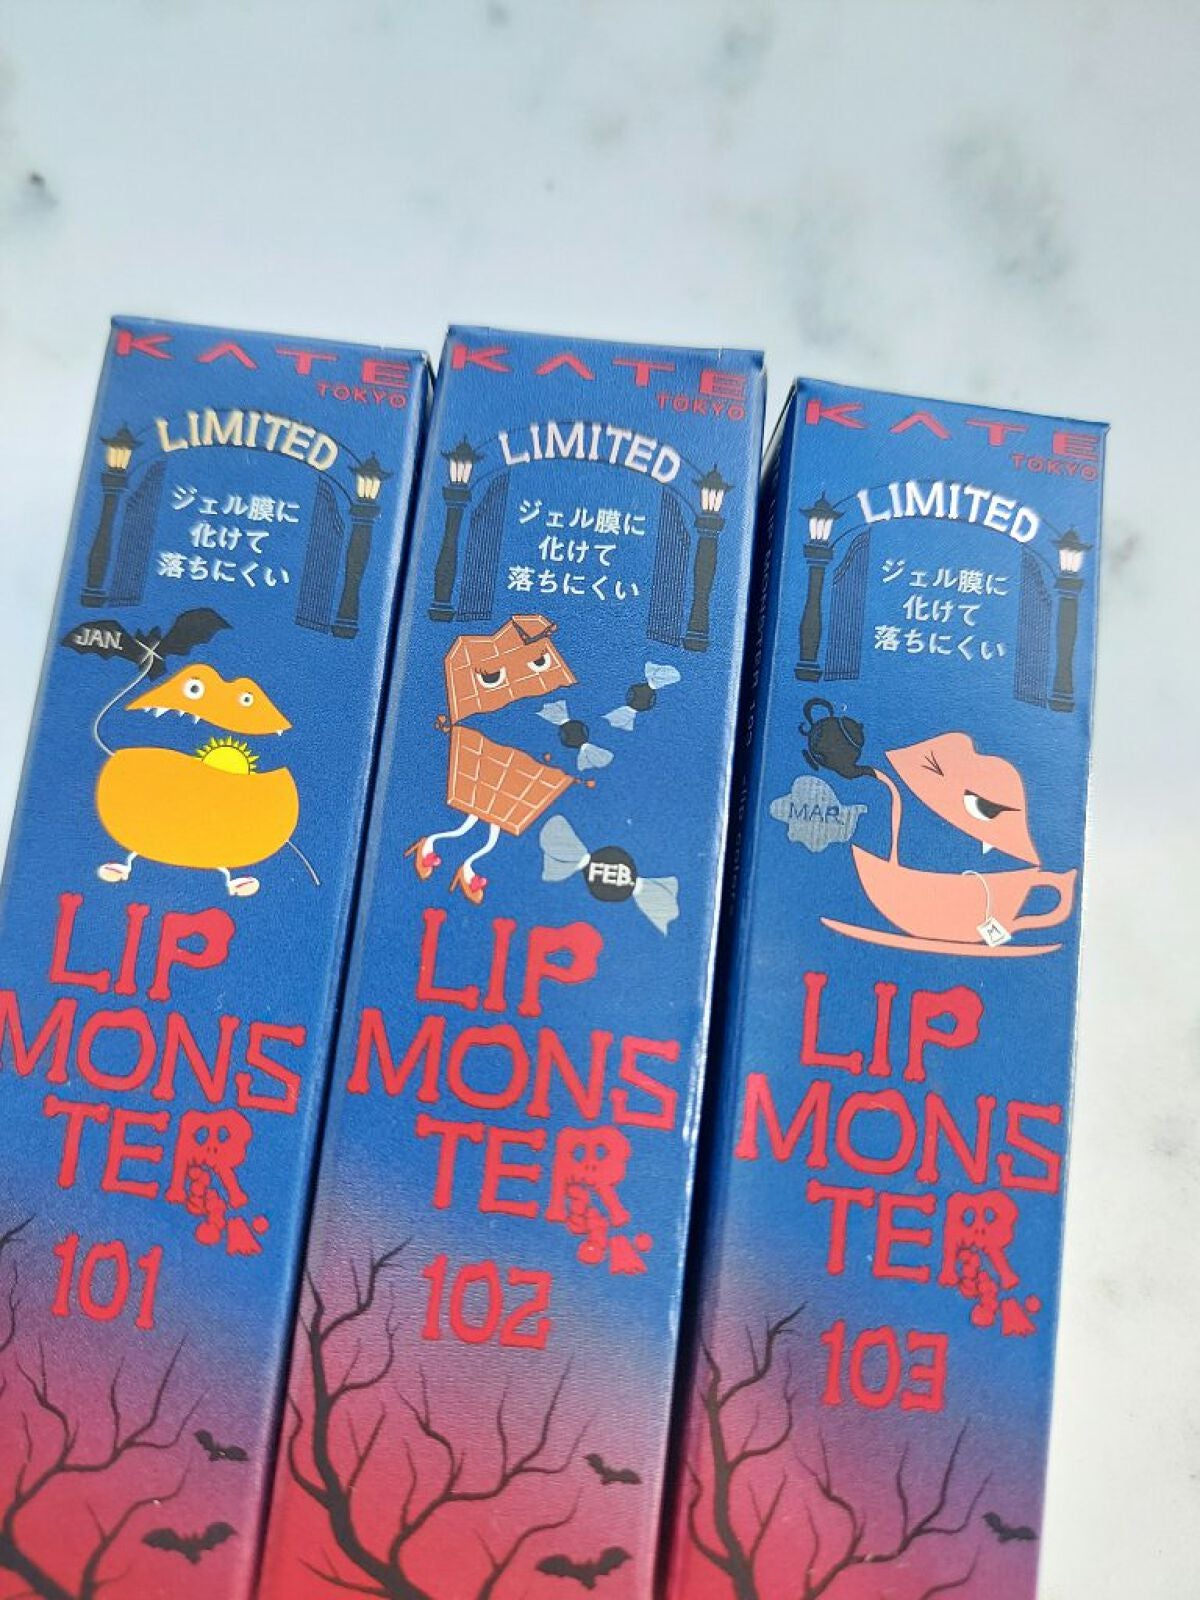 KATE
TOKYO
LIMITED
ジェル膜に
化けて
落ちにくい
JAN.
LIP
MONS
TER
101
KATE
TOKYO
LIMITED
ジェル膜に
化けて
落ちにくい
FEB.
LIP
MONS
TER
102
KATE
TOKYO
LIMITED
ジェル膜に
化けて
落ちにくい
MAR.
M
LIP
MONS
TER
103